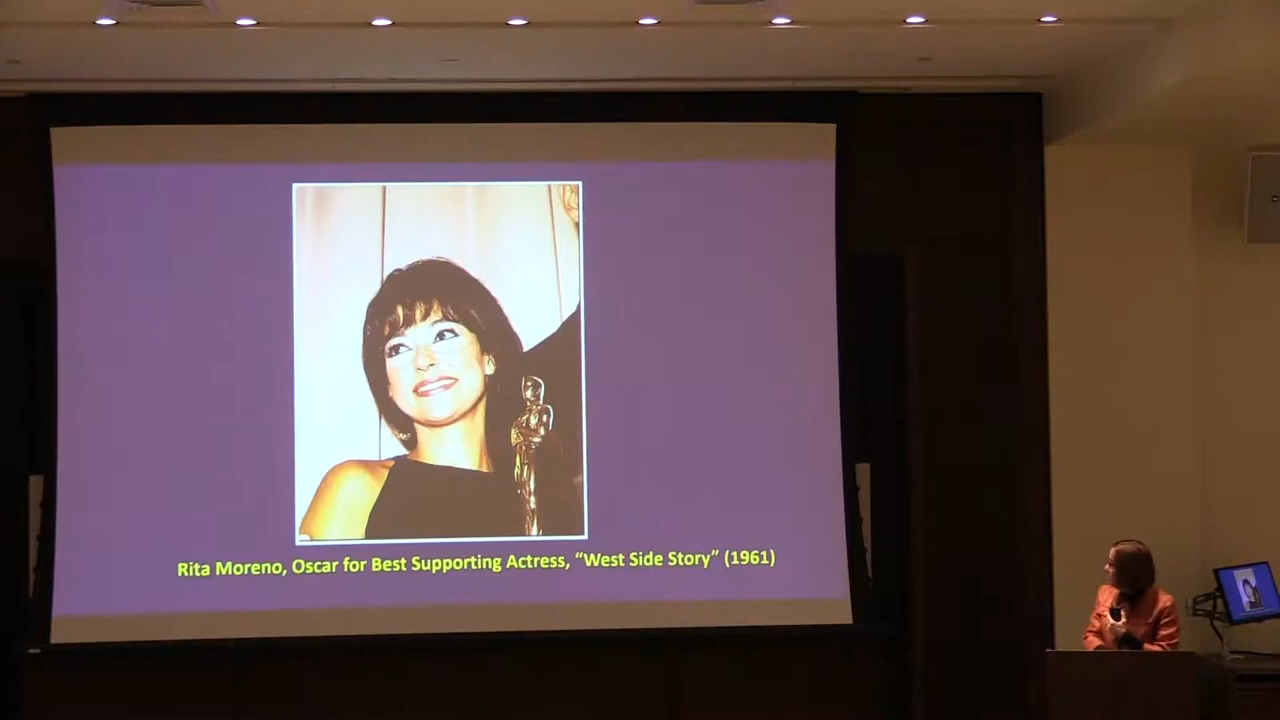 Rita Moreno, Oscar for Best Supporting Actress, “West Side Story” (1961)